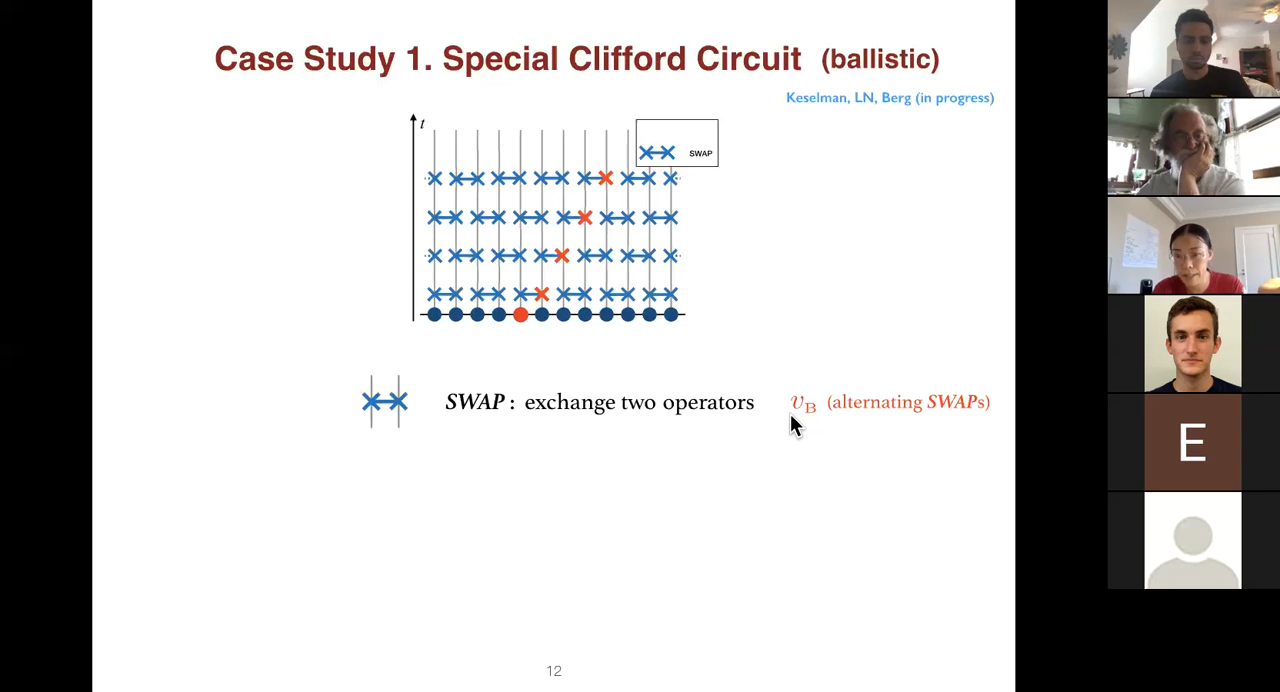 Case Study 1. Special Clifford Circuit (ballistic)
Keselman, LN, Berg (in progress)
t
SWAP
SWAP : exchange two operators
v_B (alternating SWAPs)
E
12